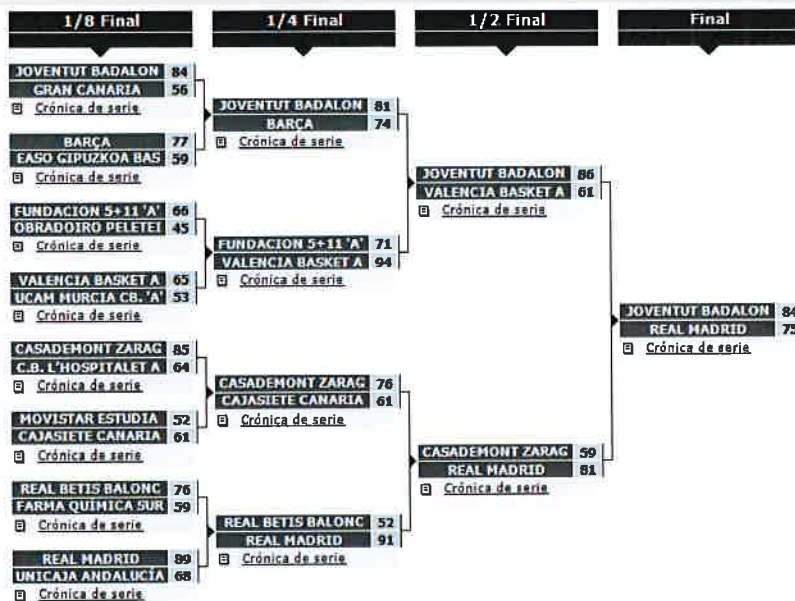 1/8 Final
1/4 Final
1/2 Final
Final
JOVENTUT BADALON 84
GRAN CANARIA 56
Crónica de serie
BARÇA 77
EASO GIPUZKOA BAS 59
Crónica de serie
FUNDACION 5+11 'A' 66
OBRADOIRO PELETEI 45
Crónica de serie
VALENCIA BASKET A 65
UCAM MURCIA CB. 'A' 53
Crónica de serie
CASADEMONT ZARAG 85
C.B. L'HOSPITALET A 64
Crónica de serie
MOVISTAR ESTUDIA 52
CAJASIETE CANARIA 61
Crónica de serie
REAL BETIS BALONC 76
FARMA QUÍMICA SUR 59
Crónica de serie
REAL MADRID 89
UNICAJA ANDALUCÍA 68
Crónica de serie
JOVENTUT BADALON 81
BARÇA 74
Crónica de serie
FUNDACION 5+11 'A' 71
VALENCIA BASKET A 94
Crónica de serie
CASADEMONT ZARAG 76
CAJASIETE CANARIA 61
Crónica de serie
REAL BETIS BALONC 52
REAL MADRID 91
Crónica de serie
JOVENTUT BADALON 86
VALENCIA BASKET A 61
Crónica de serie
CASADEMONT ZARAG 59
REAL MADRID 81
Crónica de serie
JOVENTUT BADALON 84
REAL MADRID 75
Crónica de serie